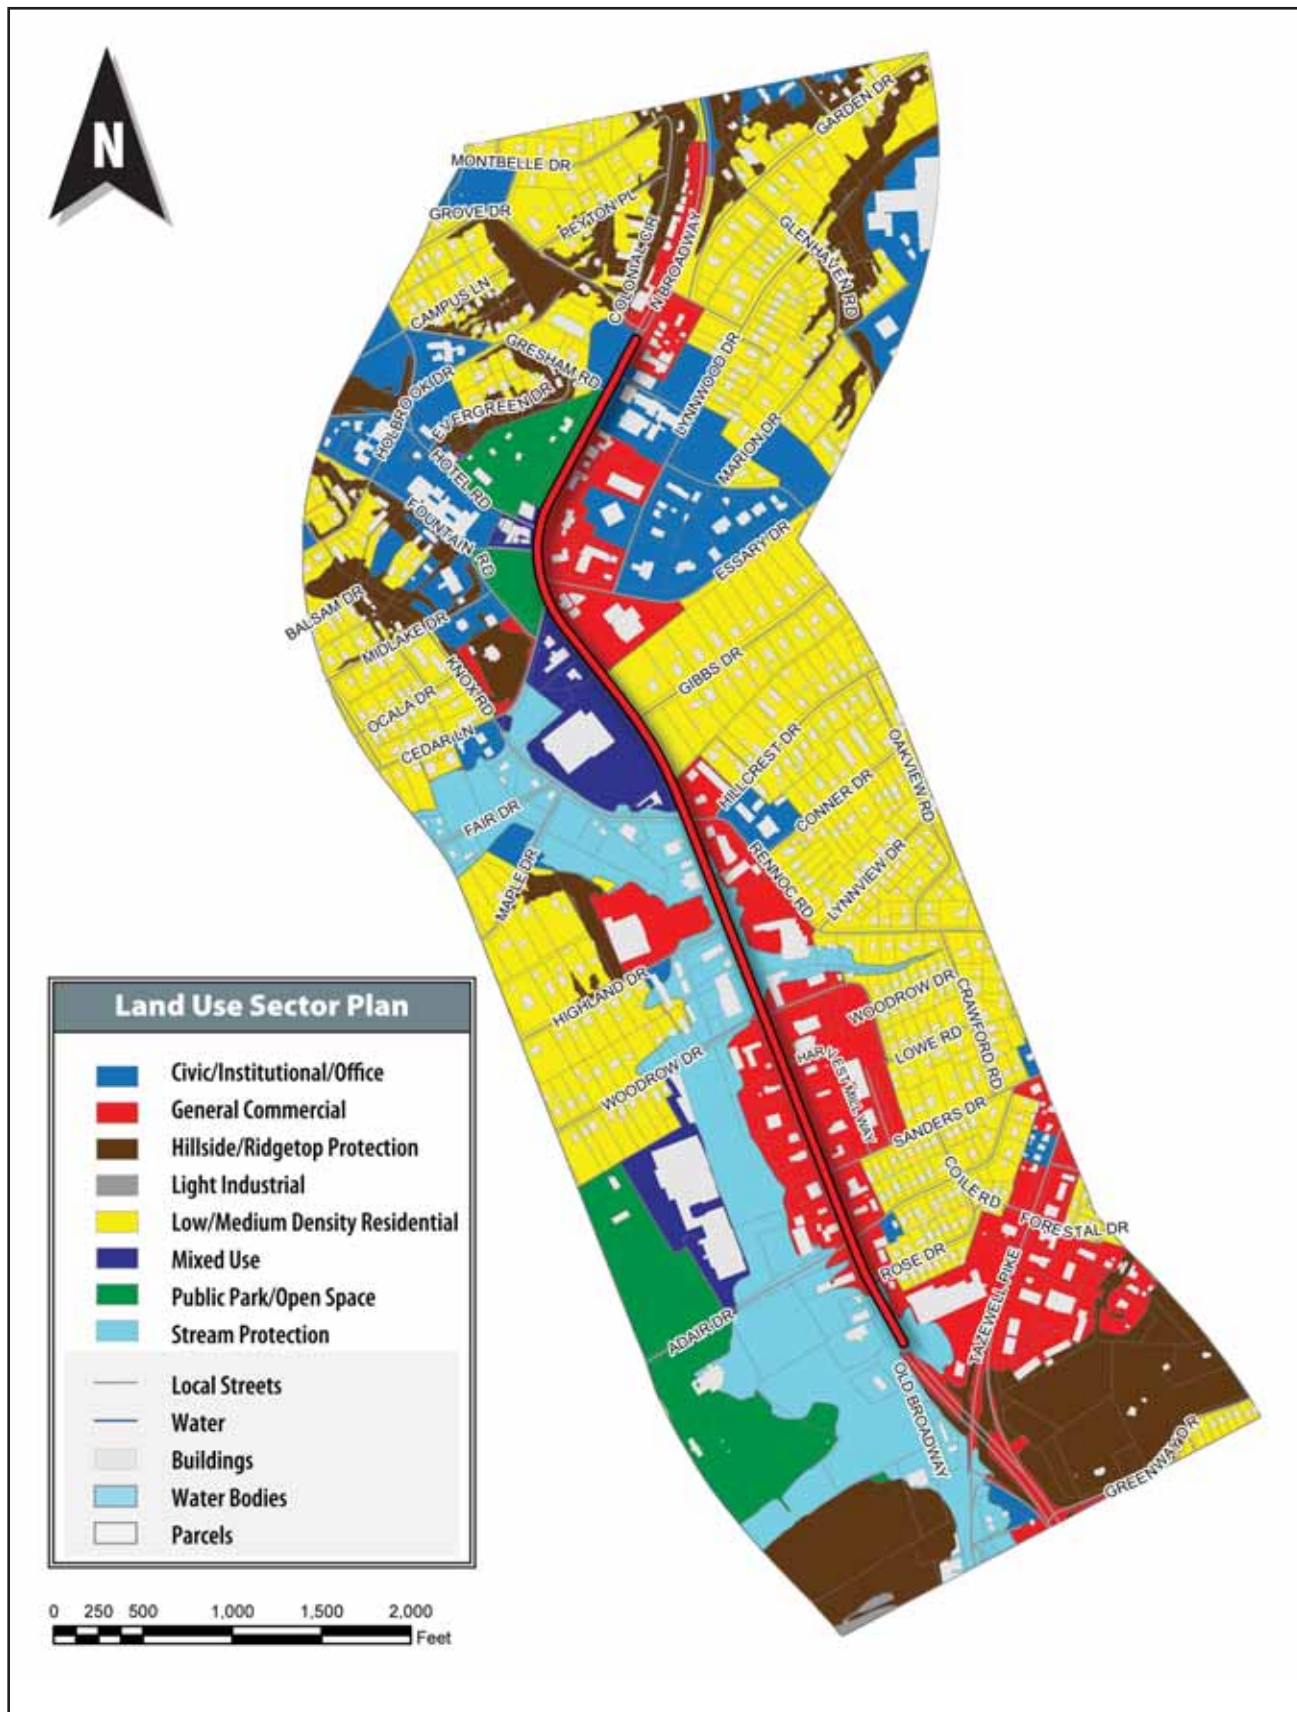 N
GARDEN DR
MONTBELLE DR
PEYTON PL
GROVE DR
COLONIAL CIR
N BROADWAY
GLENHAVEN RD
CAMPUS LN
GRESHAM RD
LYNNWOOD DR
HOLBROOK DR
EVERGREEN DR
MARION DR
HOTEL RD
FOUNTAIN RD
ESSARY DR
BALSAM DR
MIDLAKE DR
KNOX RD
GIBBS DR
OCALA DR
CEDAR LN
HILLCREST DR
OAKVIEW RD
CONNER DR
FAIR DR
RENNOC RD
LYNNVIEW DR
MAPLE DR
HIGHLAND DR
WOODROW DR
CRAWFORD RD
LOWE RD
HARVEST MILL WAY
WOODROW DR
SANDERS DR
COILE RD
FORESTAL DR
ROSE DR
TAZEWELL PIKE
ADAIR DR
OLD BROADWAY
GREENWAY DR
Land Use Sector Plan
Civic/Institutional/Office
General Commercial
Hillside/Ridgetop Protection
Light Industrial
Low/Medium Density Residential
Mixed Use
Public Park/Open Space
Stream Protection
Local Streets
Water
Buildings
Water Bodies
Parcels
0 250 500 1,000 1,500 2,000
Feet